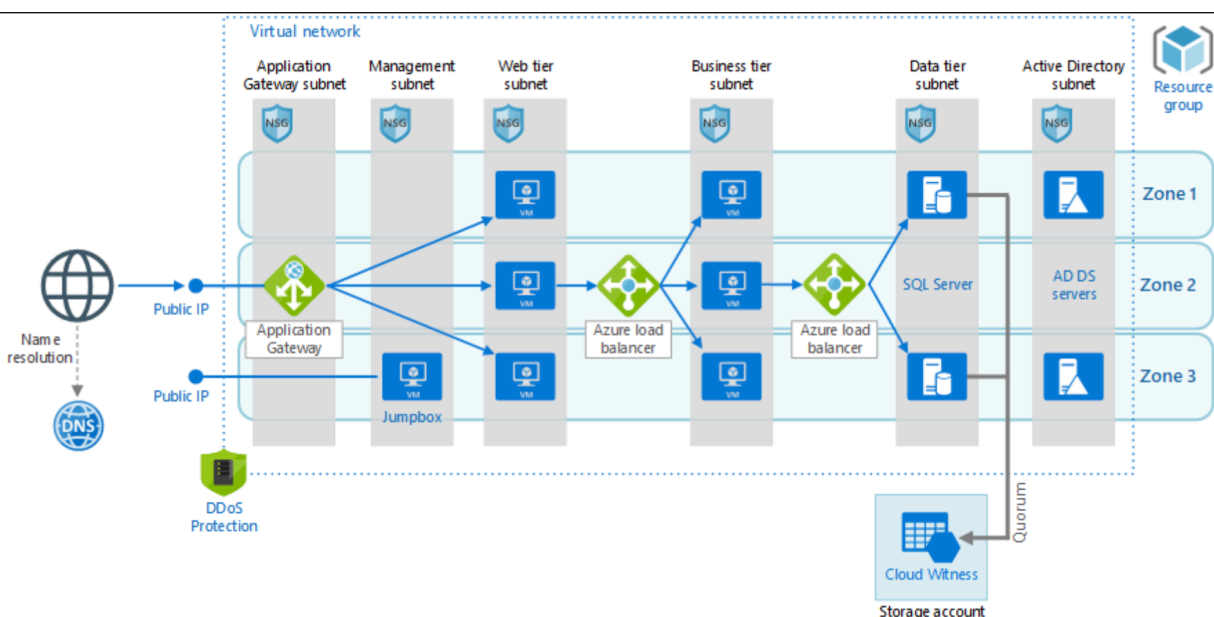 Virtual network
Application
Gateway subnet
Management
subnet
Web tier
subnet
Business tier
subnet
Data tier
subnet
Active Directory
subnet
Resource
group
NSG
NSG
NSG
NSG
NSG
NSG
VM
VM
Zone 1
Public IP
Application
Gateway
VM
Azure load
balancer
VM
Azure load
balancer
SQL Server
AD DS
servers
Zone 2
Name
resolution
DNS
Public IP
VM
Jumpbox
VM
VM
Zone 3
DDoS
Protection
Quorum
Cloud Witness
Storage account